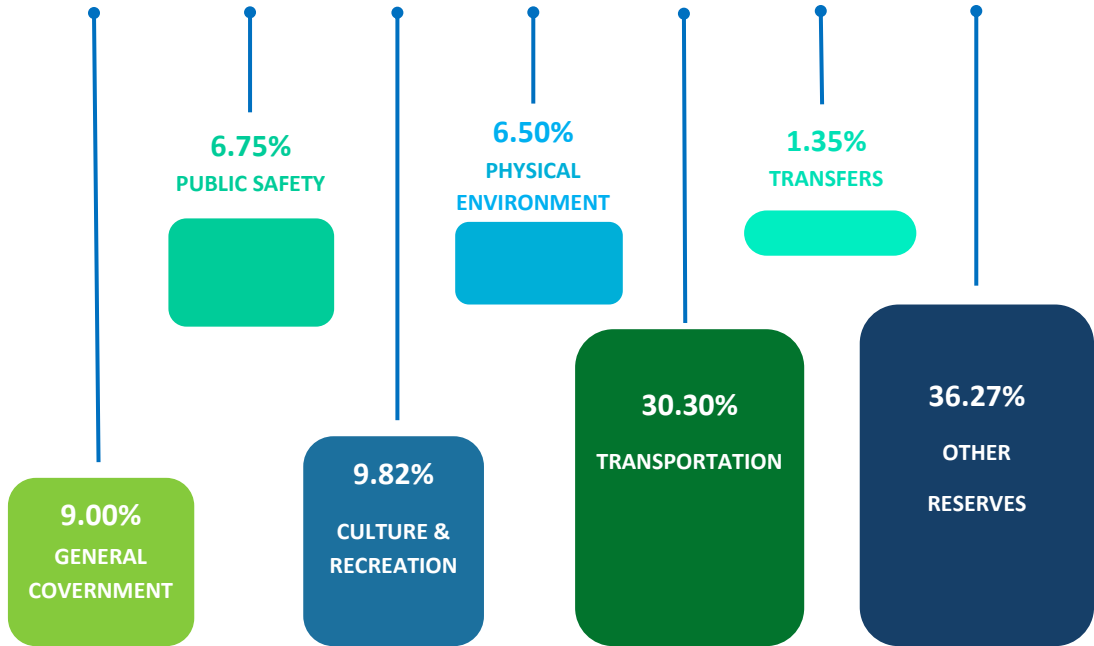 6.75%
PUBLIC SAFETY
6.50%
PHYSICAL
ENVIRONMENT
1.35%
TRANSFERS
9.00%
GENERAL
COVERNMENT
9.82%
CULTURE &
RECREATION
30.30%
TRANSPORTATION
36.27%
OTHER
RESERVES